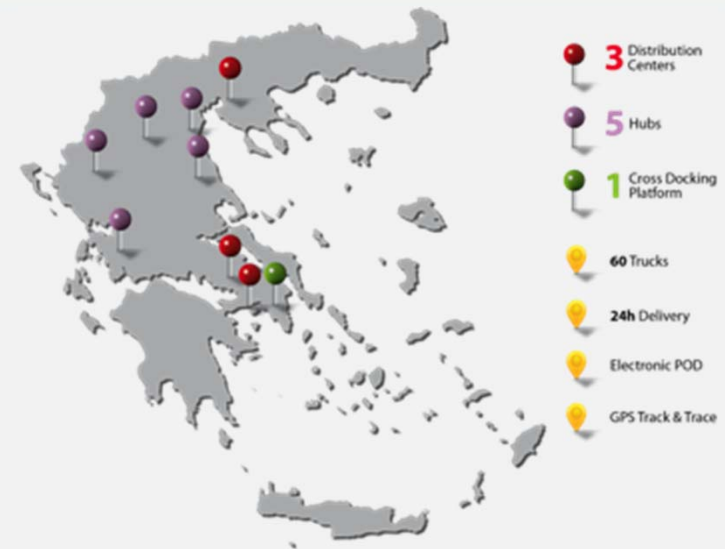 3 Distribution
Centers
5 Hubs
1 Cross Docking
Platform
60 Trucks
24h Delivery
Electronic POD
GPS Track & Trace